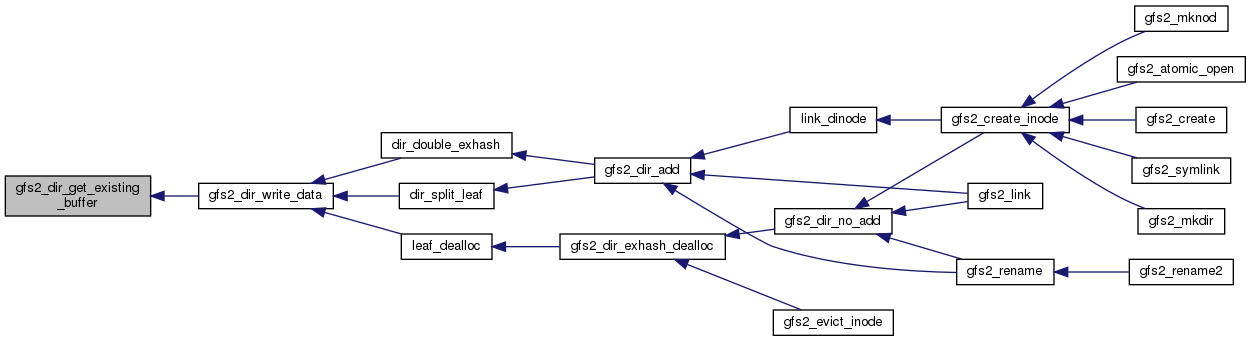 gfs2_mknod
gfs2_atomic_open
link_dinode
gfs2_create_inode
gfs2_create
dir_double_exhash
gfs2_dir_add
gfs2_symlink
gfs2_dir_get_existing
_buffer
gfs2_dir_write_data
dir_split_leaf
gfs2_link
gfs2_dir_no_add
gfs2_mkdir
leaf_dealloc
gfs2_dir_exhash_dealloc
gfs2_rename
gfs2_rename2
gfs2_evict_inode